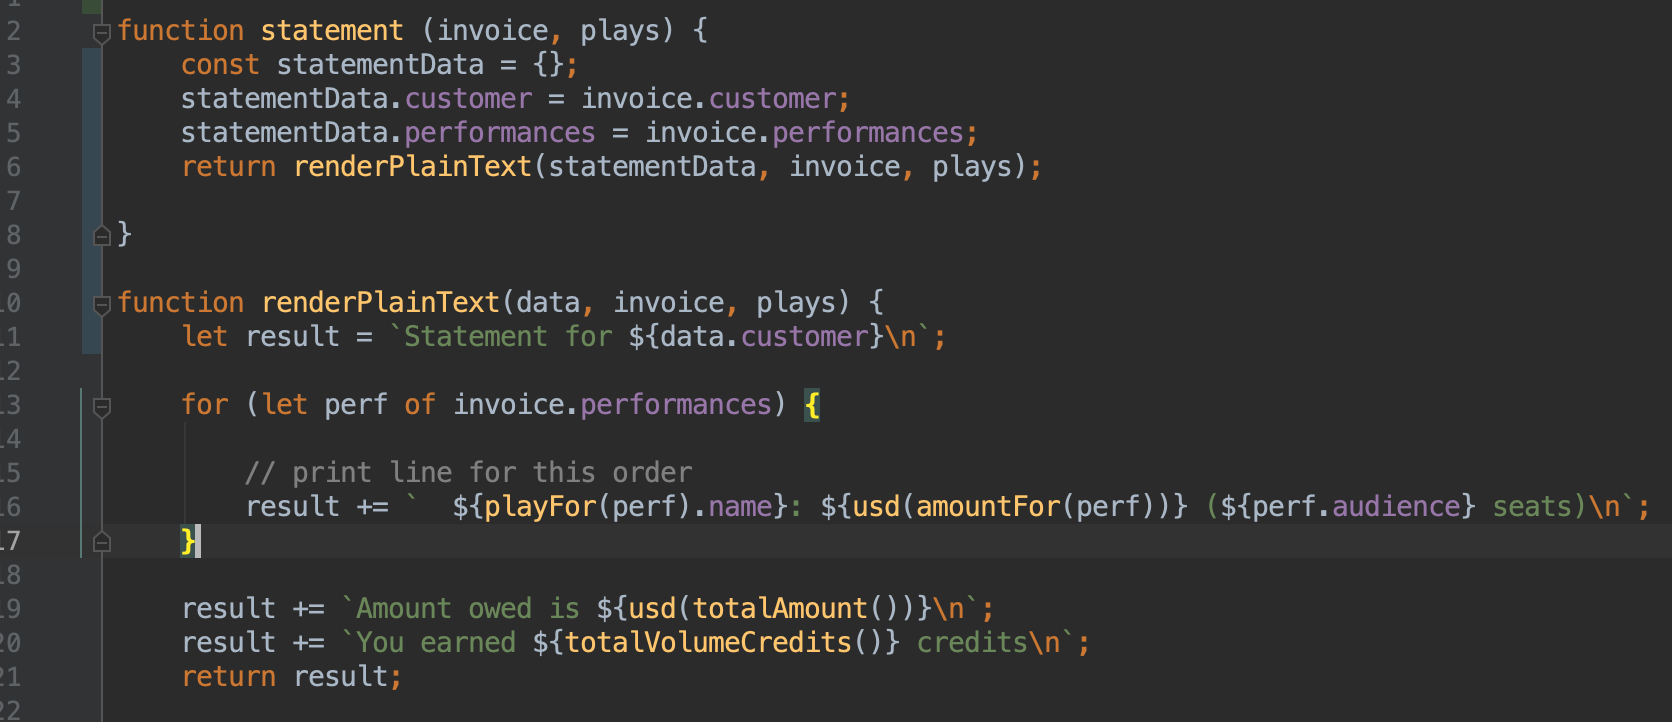 2 function statement (invoice, plays) {
3     const statementData = {};
4     statementData.customer = invoice.customer;
5     statementData.performances = invoice.performances;
6     return renderPlainText(statementData, invoice, plays);
7
8 }
9
10 function renderPlainText(data, invoice, plays) {
11     let result = `Statement for ${data.customer}\n`;
12
13     for (let perf of invoice.performances) {
14
15         // print line for this order
16         result += `  ${playFor(perf).name}: ${usd(amountFor(perf))} (${perf.audience} seats)\n`;
17     }
18
19     result += `Amount owed is ${usd(totalAmount())}\n`;
20     result += `You earned ${totalVolumeCredits()} credits\n`;
21     return result;
22